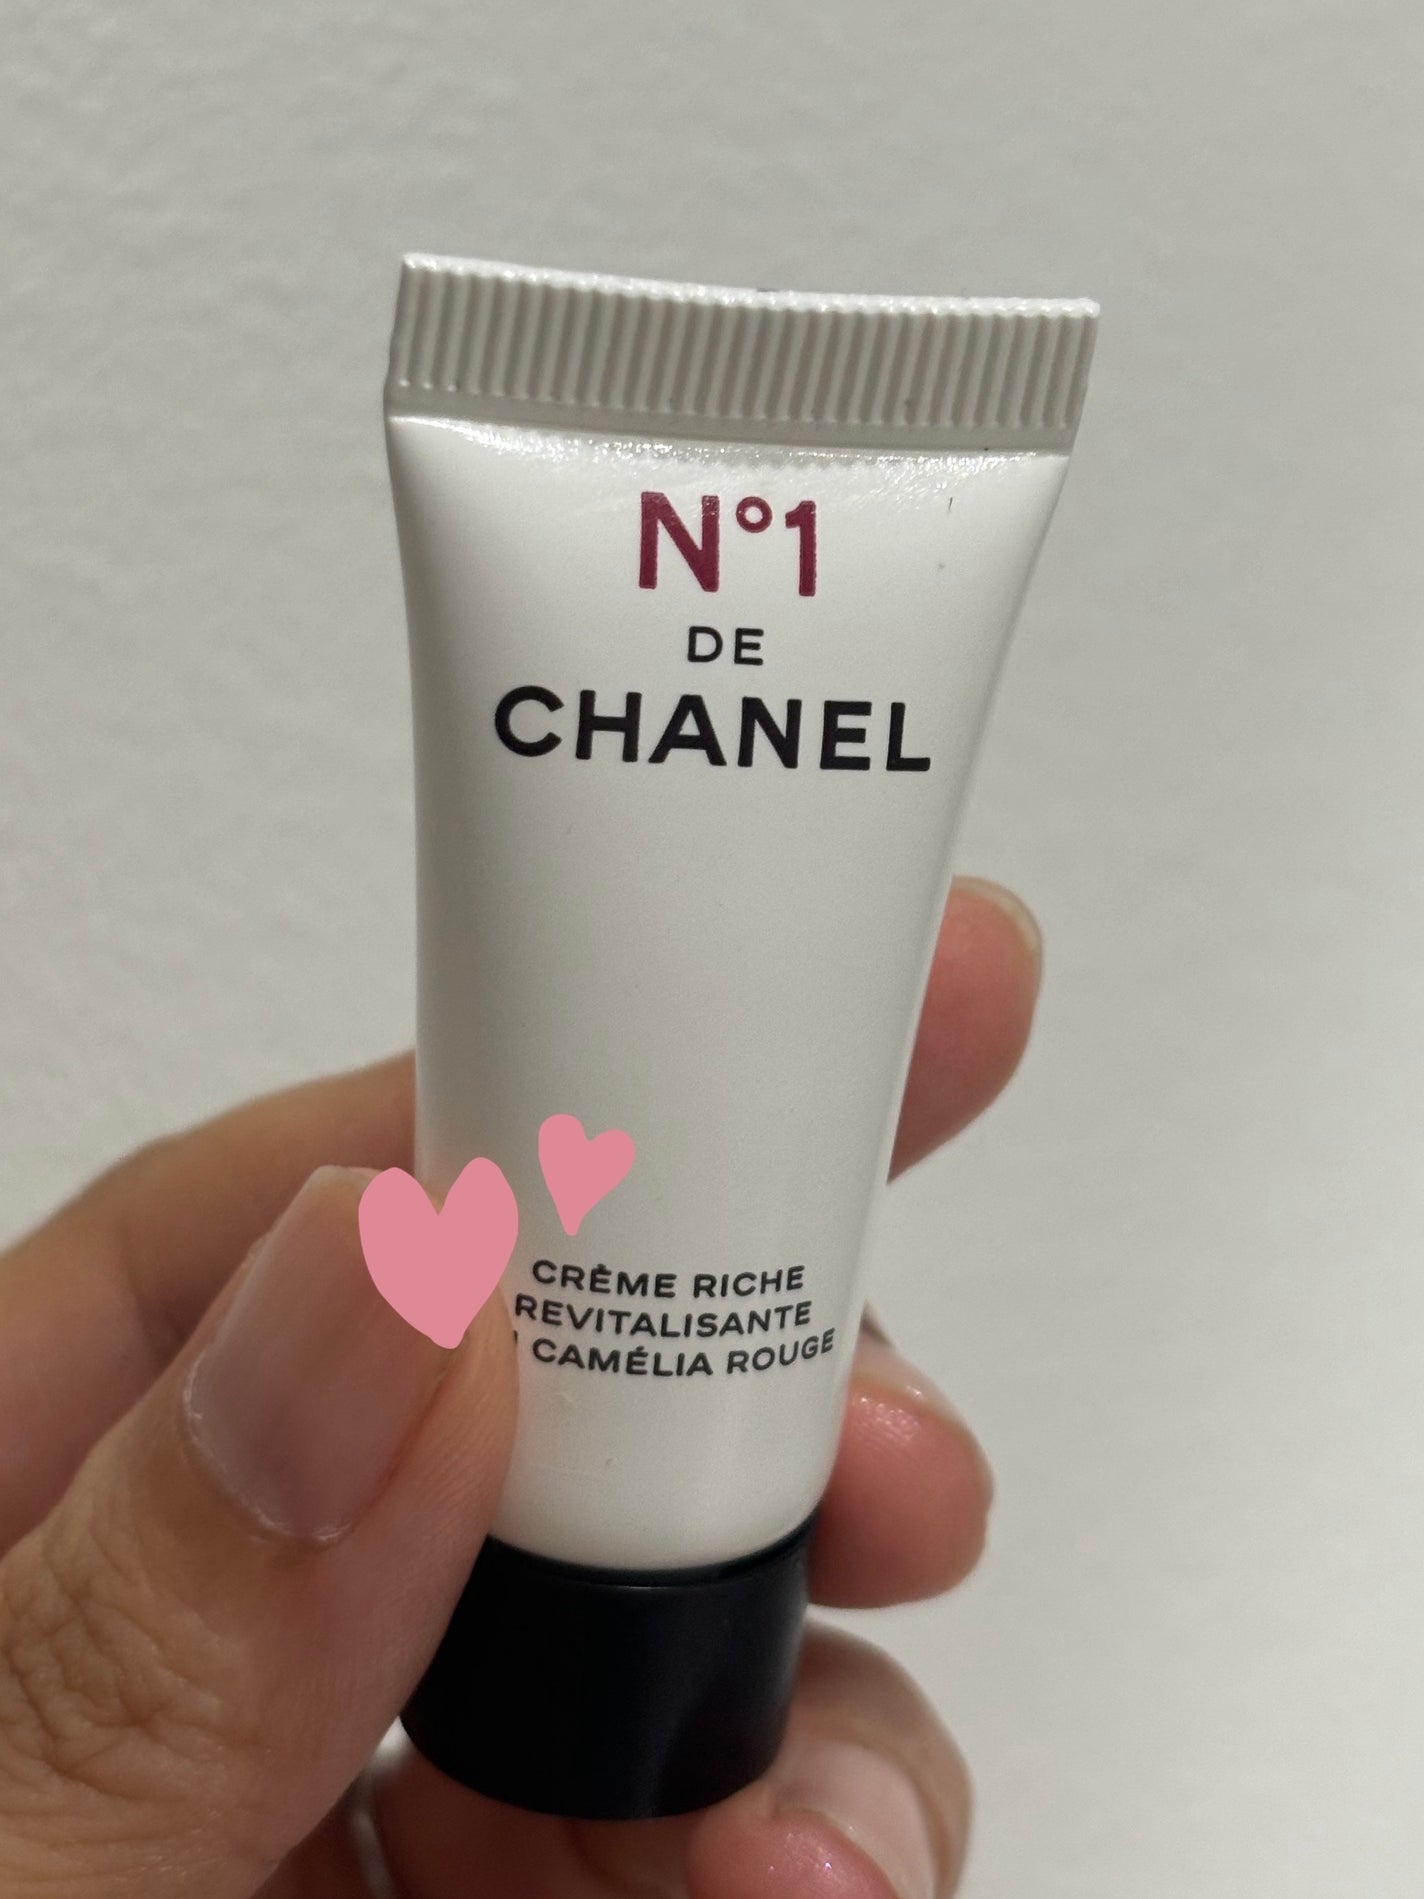 N°1
DE
CHANEL
CRÈME RICHE
REVITALISANTE
CAMÉLIA ROUGE